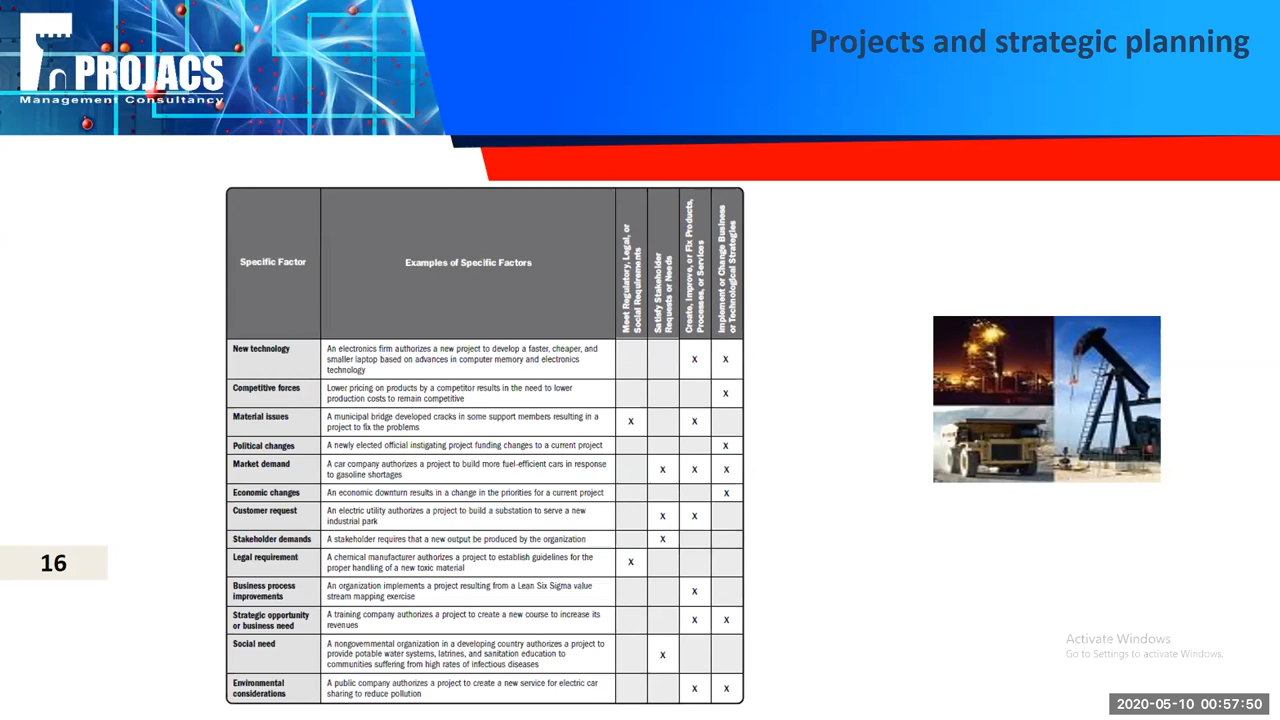 PROJACS
Management Consultancy
Projects and strategic planning
Specific Factor
Examples of Specific Factors
Meet Regulatory, Legal, or
Social Requirements
Satisfy Stakeholder
Requests or Needs
Create, Improve, or Fix Products,
Processes, or Services
Implement or Change Business
or Technological Strategies
New technology
An electronics firm authorizes a new project to develop a faster, cheaper, and
smaller laptop based on advances in computer memory and electronics
technology
X X
Competitive forces
Lower pricing on products by a competitor results in the need to lower
production costs to remain competitive
X
Material issues
A municipal bridge developed cracks in some support members resulting in a
project to fix the problems
X X
Political changes
A newly elected official instigating project funding changes to a current project
X
Market demand
A car company authorizes a project to build more fuel-efficient cars in response
to gasoline shortages
X X X
Economic changes
An economic downturn results in a change in the priorities for a current project
X
Customer request
An electric utility authorizes a project to build a substation to serve a new
industrial park
X X
Stakeholder demands
A stakeholder requires that a new output be produced by the organization
X
Legal requirement
A chemical manufacturer authorizes a project to establish guidelines for the
proper handling of a new toxic material
X
Business process
improvements
An organization implements a project resulting from a Lean Six Sigma value
stream mapping exercise
X
Strategic opportunity
or business need
A training company authorizes a project to create a new course to increase its
revenues
X X
Social need
A nongovernmental organization in a developing country authorizes a project to
provide potable water systems, latrines, and sanitation education to
communities suffering from high rates of infectious diseases
X
Environmental
considerations
A public company authorizes a project to create a new service for electric car
sharing to reduce pollution
X X
16
Activate Windows
Go to Settings to activate Windows.
2020-05-10 00:57:50